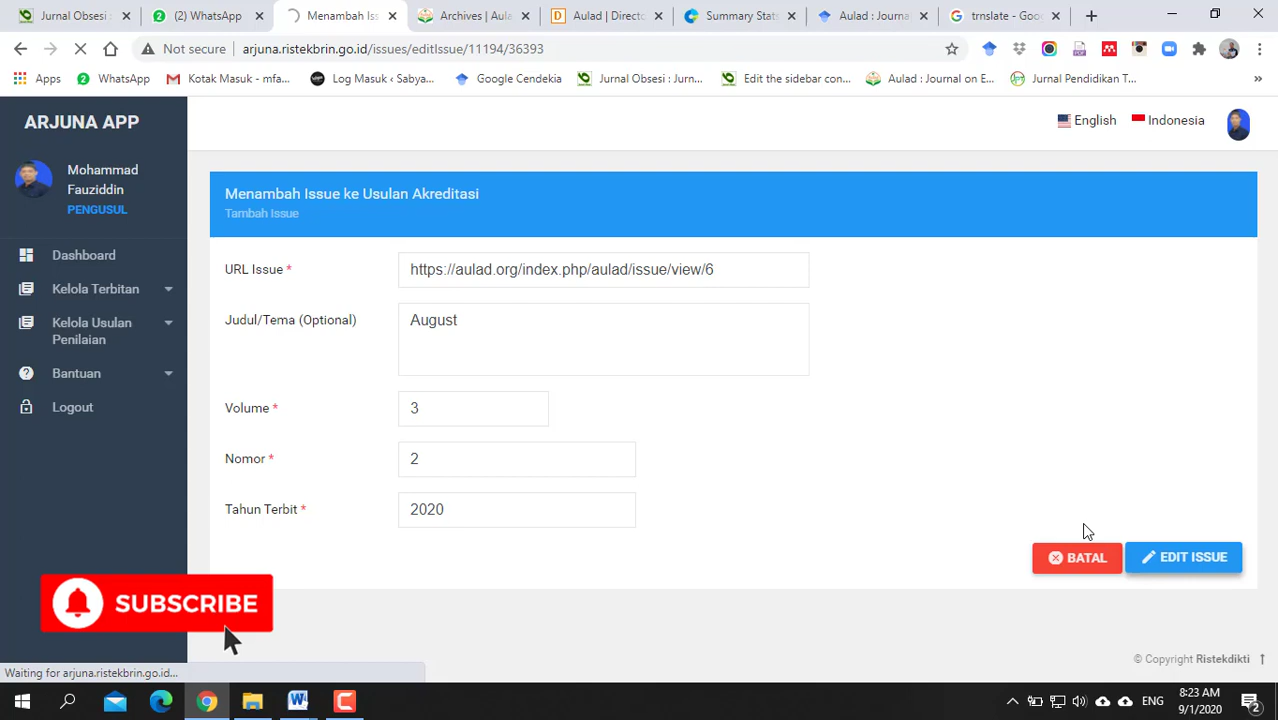 Jurnal Obsesi :
(2) WhatsApp
Menambah Iss
Archives | Aula
Aulad | Direct
Summary Stat
Aulad : Journa
trnslate - Goo
Not secure
arjuna.ristekbrin.go.id/issues/editIssue/11194/36393
Apps
WhatsApp
Kotak Masuk - mfa...
Log Masuk ‹ Sabya...
Google Cendekia
Jurnal Obsesi : Jurn...
Edit the sidebar con...
Aulad : Journal on E...
Jurnal Pendidikan T...
»
ARJUNA APP
English
Indonesia
Mohammad
Fauziddin
PENGUSUL
Dashboard
Kelola Terbitan
Kelola Usulan
Penilaian
Bantuan
Logout
Menambah Issue ke Usulan Akreditasi
Tambah Issue
URL Issue *
https://aulad.org/index.php/aulad/issue/view/6
Judul/Tema (Optional)
August
Volume *
3
Nomor *
2
Tahun Terbit *
2020
BATAL
EDIT ISSUE
SUBSCRIBE
© Copyright Ristekdikti
Waiting for arjuna.ristekbrin.go.id...
ENG
8:23 AM
9/1/2020
2